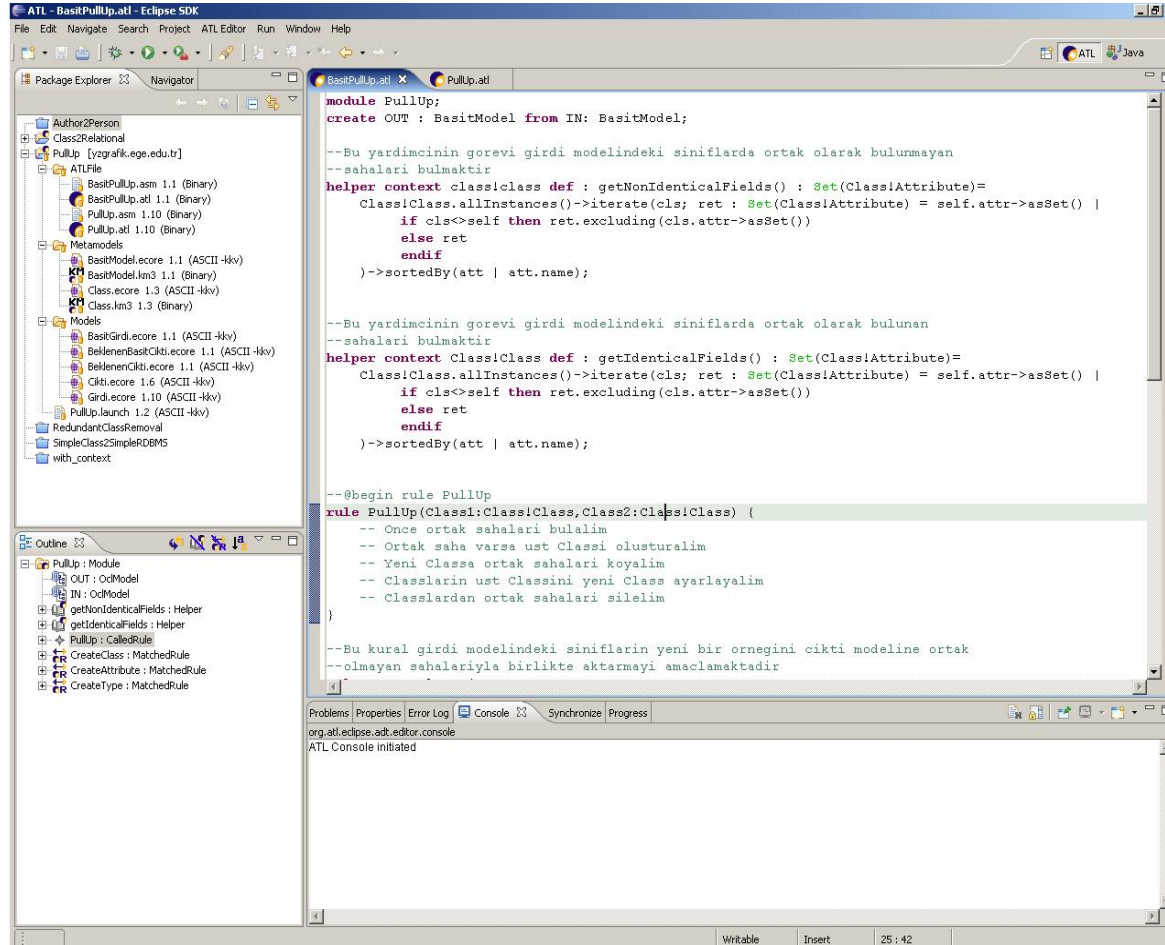 ATL - BasitPullUp.atl - Eclipse SDK
File Edit Navigate Search Project ATL Editor Run Window Help
ATL Java
Package Explorer Navigator
Author2Person
Class2Relational
PullUp [yzgrafik.ege.edu.tr]
ATLFile
BasitPullUp.asm 1.1 (Binary)
BasitPullUp.atl 1.1 (Binary)
PullUp.asm 1.10 (Binary)
PullUp.atl 1.10 (Binary)
Metamodels
BasitModel.ecore 1.1 (ASCII -kkv)
BasitModel.km3 1.1 (Binary)
Class.ecore 1.3 (ASCII -kkv)
Class.km3 1.3 (Binary)
Models
BasitGirdi.ecore 1.1 (ASCII -kkv)
BeklenenBasitCikti.ecore 1.1 (ASCII -kkv)
BeklenenCikti.ecore 1.1 (ASCII -kkv)
Cikti.ecore 1.6 (ASCII -kkv)
Girdi.ecore 1.10 (ASCII -kkv)
PullUp.launch 1.2 (ASCII -kkv)
RedundantClassRemoval
SimpleClass2SimpleRDBMS
with_context
Outline
PullUp : Module
OUT : OclModel
IN : OclModel
getNonIdenticalFields : Helper
getIdenticalFields : Helper
PullUp : CalledRule
CreateClass : MatchedRule
CreateAttribute : MatchedRule
CreateType : MatchedRule
BasitPullUp.atl PullUp.atl
module PullUp;
create OUT : BasitModel from IN: BasitModel;
--Bu yardimcinin gorevi girdi modelindeki siniflarda ortak olarak bulunmayan
--sahalari bulmaktir
helper context class!class def : getNonIdenticalFields() : Set(Class!Attribute)=
Class!Class.allInstances()->iterate(cls; ret : Set(Class!Attribute) = self.attr->asSet() |
if cls<>self then ret.excluding(cls.attr->asSet())
else ret
endif
)->sortedBy(att | att.name);
--Bu yardimcinin gorevi girdi modelindeki siniflarda ortak olarak bulunan
--sahalari bulmaktir
helper context Class!Class def : getIdenticalFields() : Set(Class!Attribute)=
Class!Class.allInstances()->iterate(cls; ret : Set(Class!Attribute) = self.attr->asSet() |
if cls<>self then ret.excluding(cls.attr->asSet())
else ret
endif
)->sortedBy(att | att.name);
--@begin rule PullUp
rule PullUp(Class1:Class!Class,Class2:Class!Class) {
-- Once ortak sahalari bulalim
-- Ortak saha varsa ust Classi olusturalim
-- Yeni Classa ortak sahalari koyalim
-- Classlarin ust Classini yeni Class ayarlayalim
-- Classlardan ortak sahalari silelim
}
--Bu kural girdi modelindeki siniflarin yeni bir ornegini cikti modeline ortak
--olmayan sahalariyla birlikte aktarmayi amaclamaktadir
Problems Properties Error Log Console Synchronize Progress
org.atl.eclipse.adt.editor.console
ATL Console initiated
Writable Insert 25 : 42